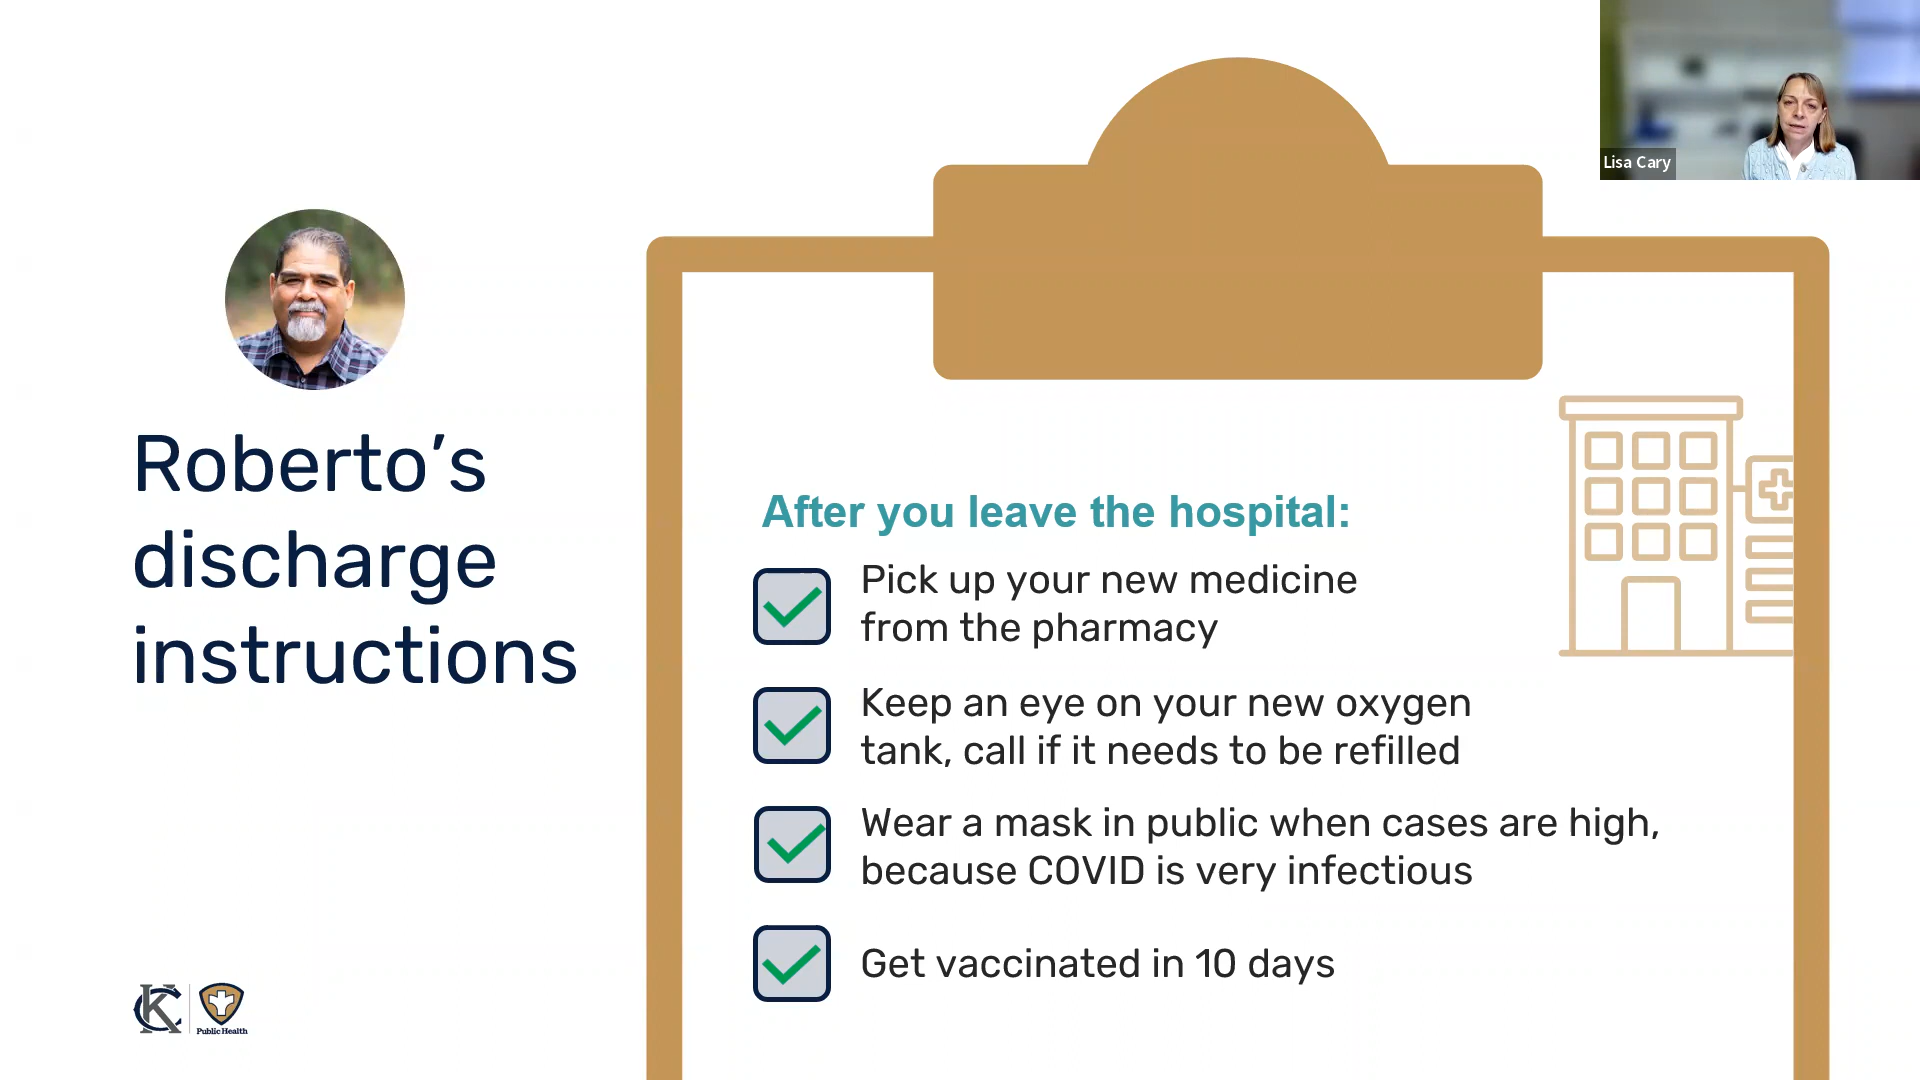 Lisa Cary
Roberto’s
discharge
instructions
After you leave the hospital:
Pick up your new medicine
from the pharmacy
Keep an eye on your new oxygen
tank, call if it needs to be refilled
Wear a mask in public when cases are high,
because COVID is very infectious
Get vaccinated in 10 days
KC
Public Health